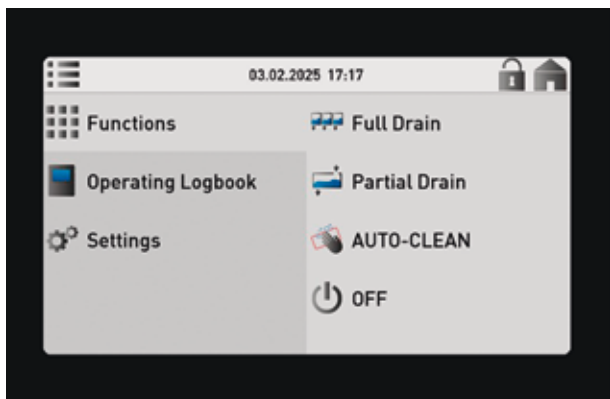 03.02.2025 17:17
Functions
Operating Logbook
Settings
Full Drain
Partial Drain
AUTO-CLEAN
OFF